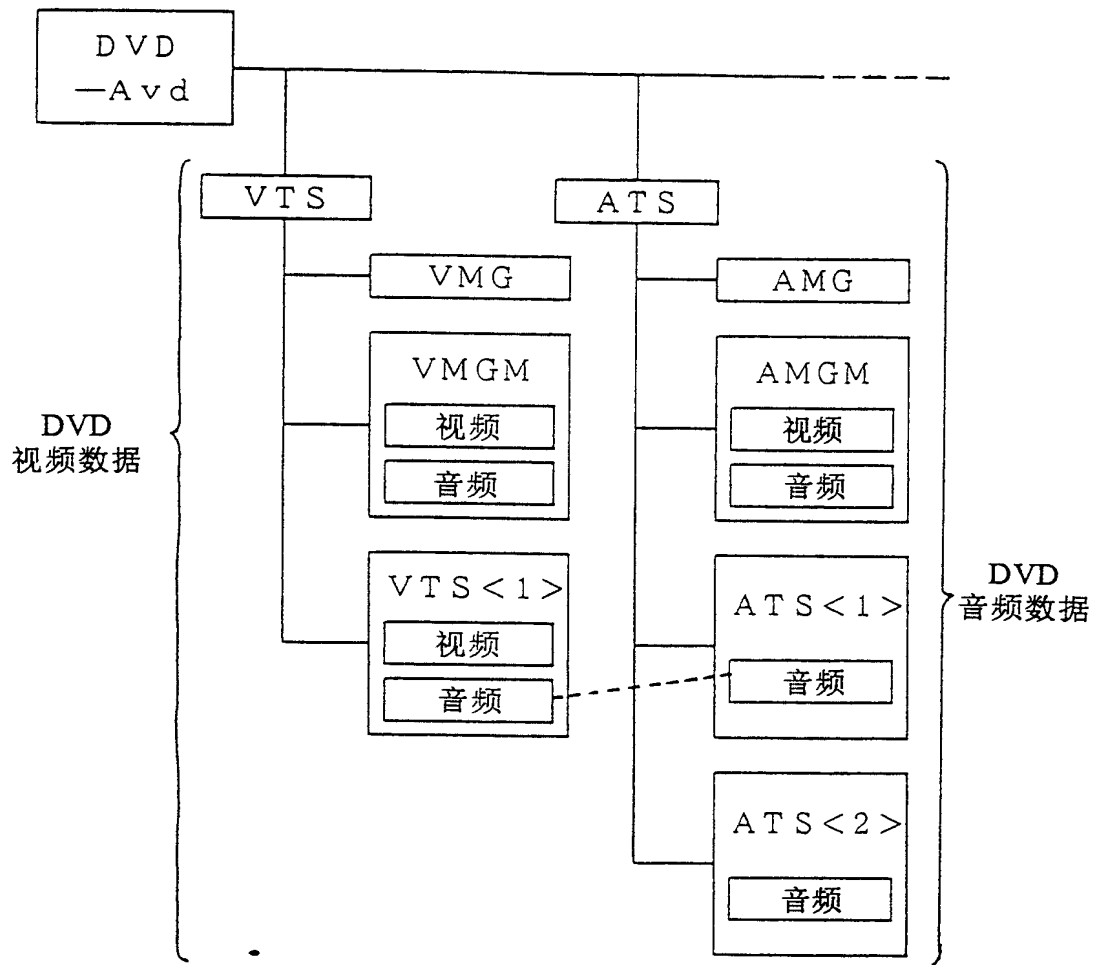 DVD
—Avd
VTS
ATS
VMG
AMG
VMGM
视频
音频
AMGM
视频
音频
DVD
视频数据
VTS<1>
视频
音频
ATS<1>
音频
DVD
音频数据
ATS<2>
音频